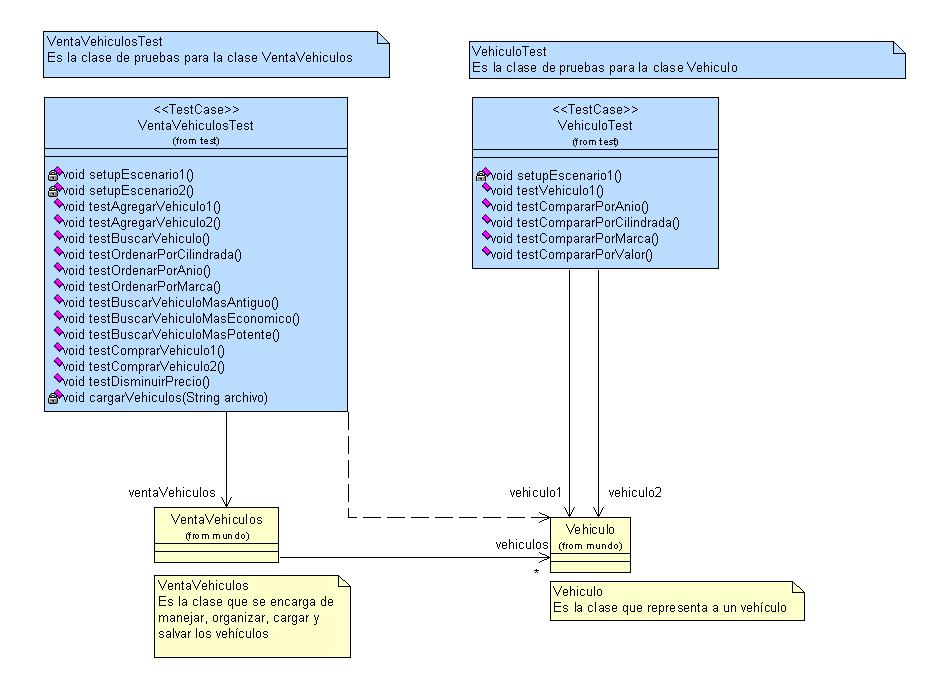 VentaVehiculosTest
Es la clase de pruebas para la clase VentaVehiculos
VehiculoTest
Es la clase de pruebas para la clase Vehiculo
<<TestCase>>
VentaVehiculosTest
(from test)
void setupEscenario1()
void setupEscenario2()
void testAgregarVehiculo1()
void testAgregarVehiculo2()
void testBuscarVehiculo()
void testOrdenarPorCilindrada()
void testOrdenarPorAnio()
void testOrdenarPorMarca()
void testBuscarVehiculoMasAntiguo()
void testBuscarVehiculoMasEconomico()
void testBuscarVehiculoMasPotente()
void testComprarVehiculo1()
void testComprarVehiculo2()
void testDisminuirPrecio()
void cargarVehiculos(String archivo)
<<TestCase>>
VehiculoTest
(from test)
void setupEscenario1()
void testVehiculo1()
void testCompararPorAnio()
void testCompararPorCilindrada()
void testCompararPorMarca()
void testCompararPorValor()
ventaVehiculos
vehiculo1
vehiculo2
VentaVehiculos
(from mundo)
vehiculos
*
Vehiculo
(from mundo)
VentaVehiculos
Es la clase que se encarga de
manejar, organizar, cargar y
salvar los vehículos
Vehiculo
Es la clase que representa a un vehículo